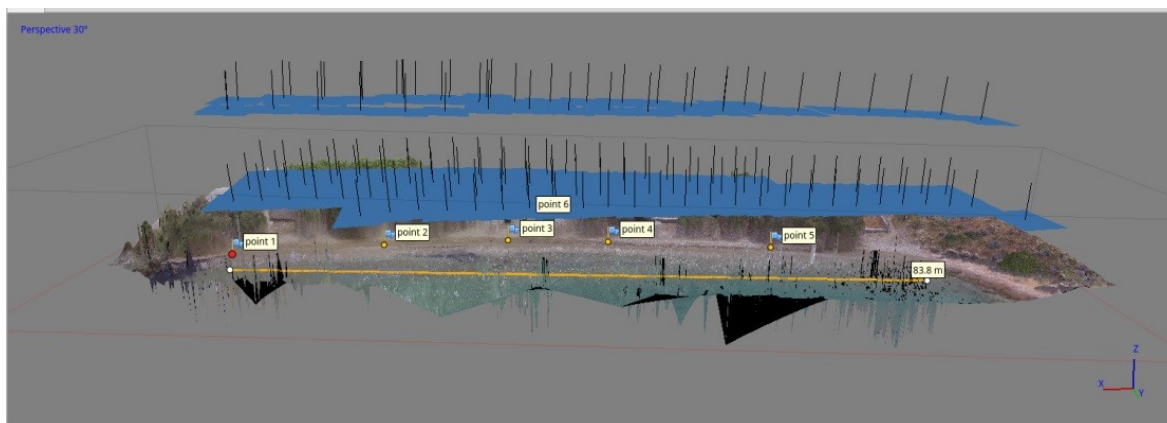 Perspective 30°
point 6
point 1
point 2
point 3
point 4
point 5
83.8 m
Z
X
Y